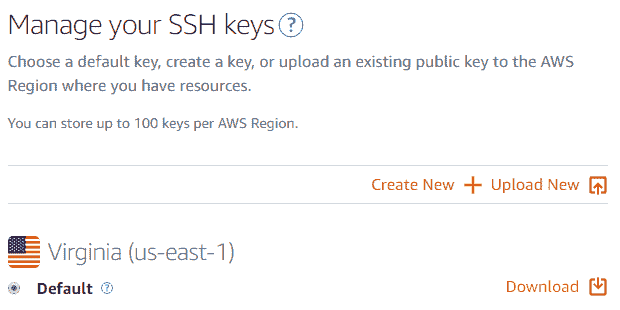 Manage your SSH keys ?
Choose a default key, create a key, or upload an existing public key to the AWS
Region where you have resources.
You can store up to 100 keys per AWS Region.
Create New + Upload New
Virginia (us-east-1)
Default ? Download